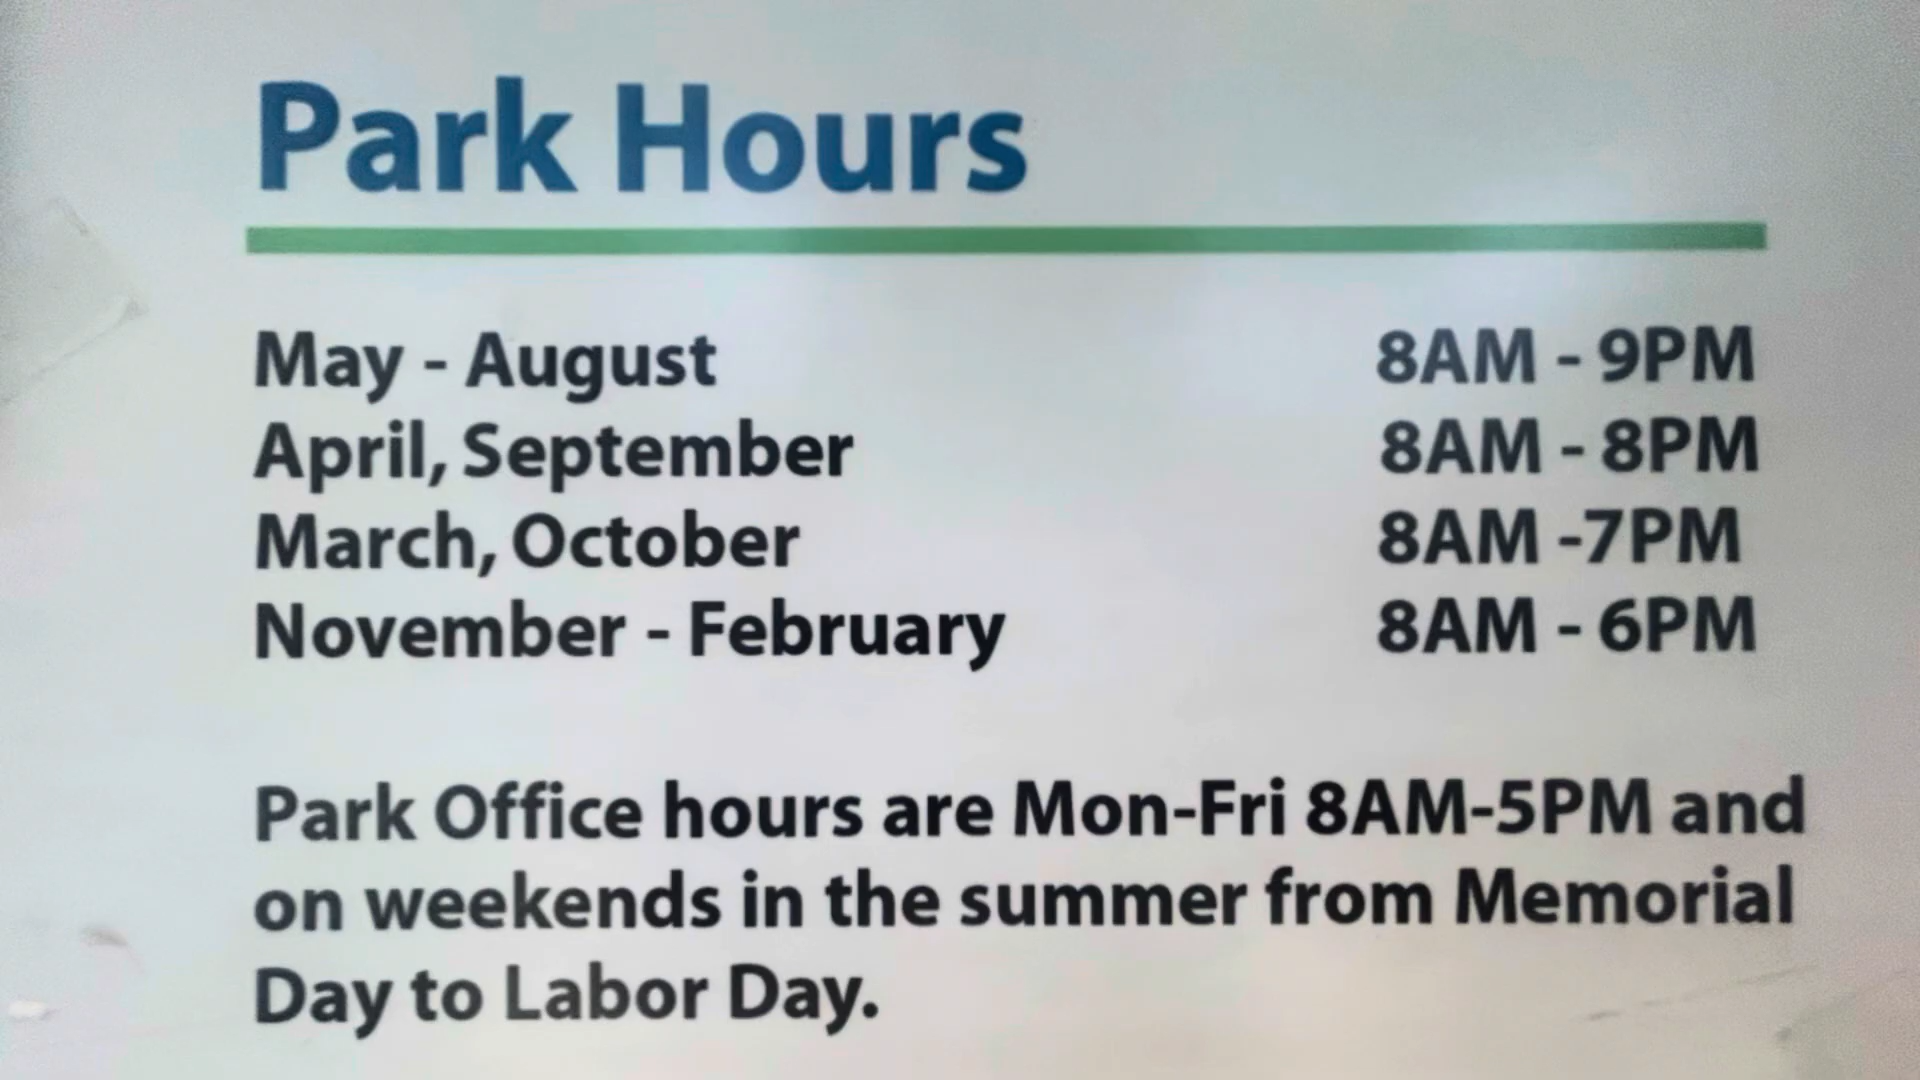 Park Hours
May - August 8AM - 9PM
April, September 8AM - 8PM
March, October 8AM -7PM
November - February 8AM - 6PM
Park Office hours are Mon-Fri 8AM-5PM and
on weekends in the summer from Memorial
Day to Labor Day.